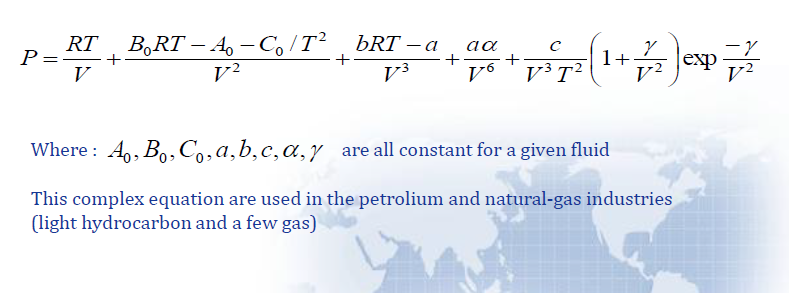 P = RT/V + (B₀RT − A₀ − C₀/T²)/V² + (bRT − a)/V³ + aα/V⁶ + c/(V³T²) (1 + γ/V²) exp −γ/V²
Where : A₀, B₀, C₀, a, b, c, α, γ are all constant for a given fluid
This complex equation are used in the petrolium and natural-gas industries
(light hydrocarbon and a few gas)